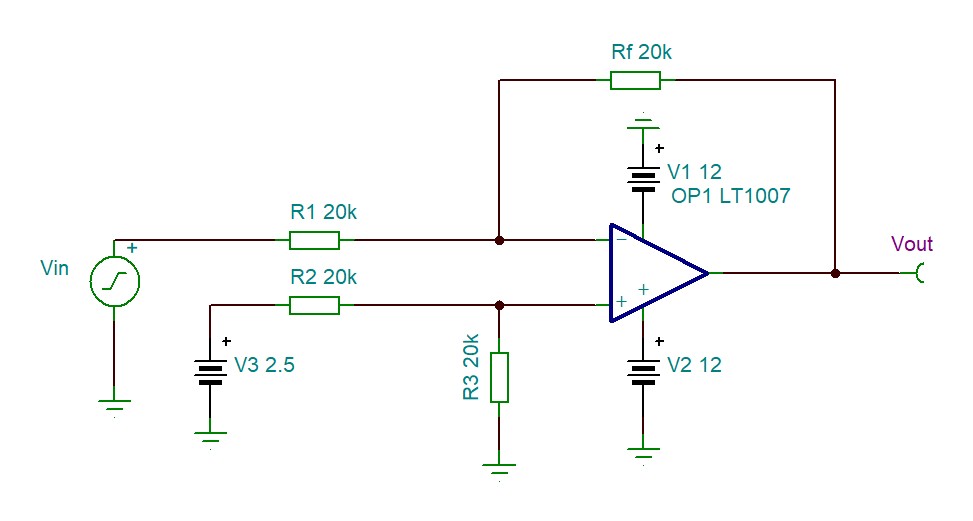 Rf 20k
+
V1 12
OP1 LT1007
R1 20k
Vin
+
−
Vout
R2 20k
+
+
+
V3 2.5
R3 20k
+
V2 12